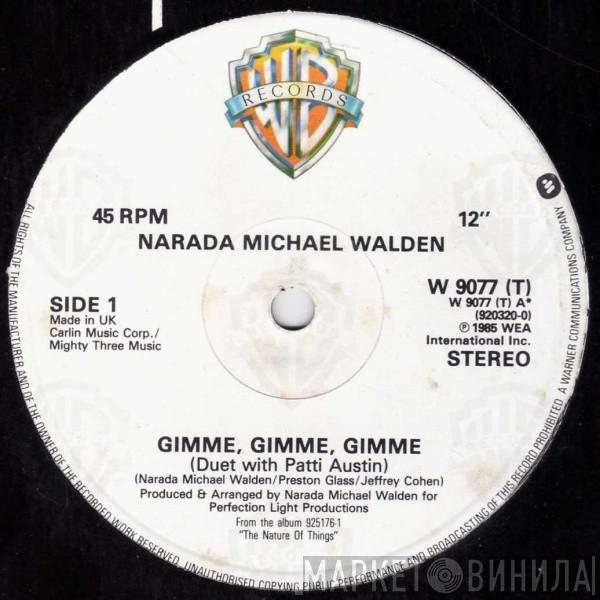 WB
RECORDS
45 RPM
12"
NARADA MICHAEL WALDEN
W 9077 (T)
W 9077 (T) A*
(920320-0)
℗ 1985 WEA
International Inc.
STEREO
SIDE 1
Made in UK
Carlin Music Corp./
Mighty Three Music
GIMME, GIMME, GIMME
(Duet with Patti Austin)
(Narada Michael Walden/Preston Glass/Jeffrey Cohen)
Produced & Arranged by Narada Michael Walden for
Perfection Light Productions
From the album 925176-1
"The Nature Of Things"
ALL RIGHTS OF THE MANUFACTURER AND OF THE OWNER OF THE RECORDED WORK RESERVED. UNAUTHORISED COPYING PUBLIC PERFORMANCE AND BROADCASTING OF THIS RECORD PROHIBITED. A WARNER COMMUNICATIONS COMPANY
МАРКЕТ ВИНИЛА